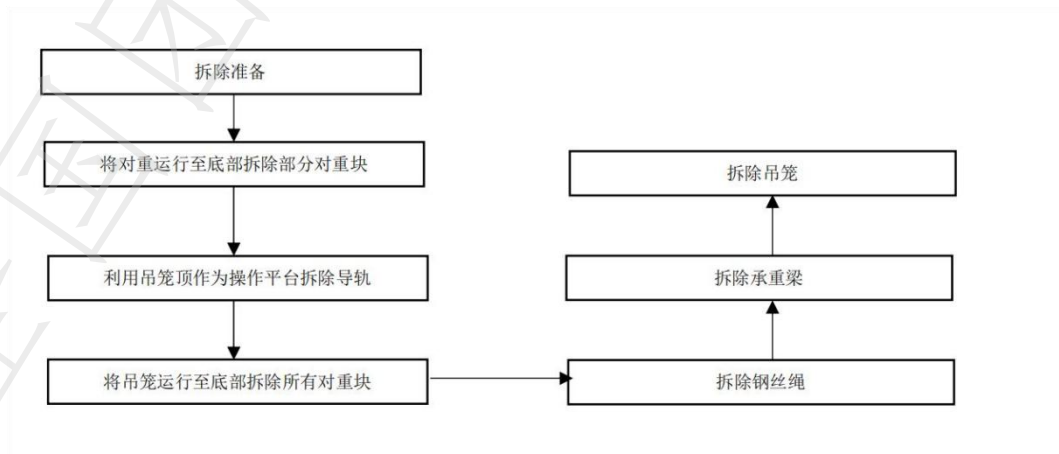 拆除准备
将对重运行至底部拆除部分对重块
利用吊笼顶作为操作平台拆除导轨
将吊笼运行至底部拆除所有对重块
拆除钢丝绳
拆除承重梁
拆除吊笼